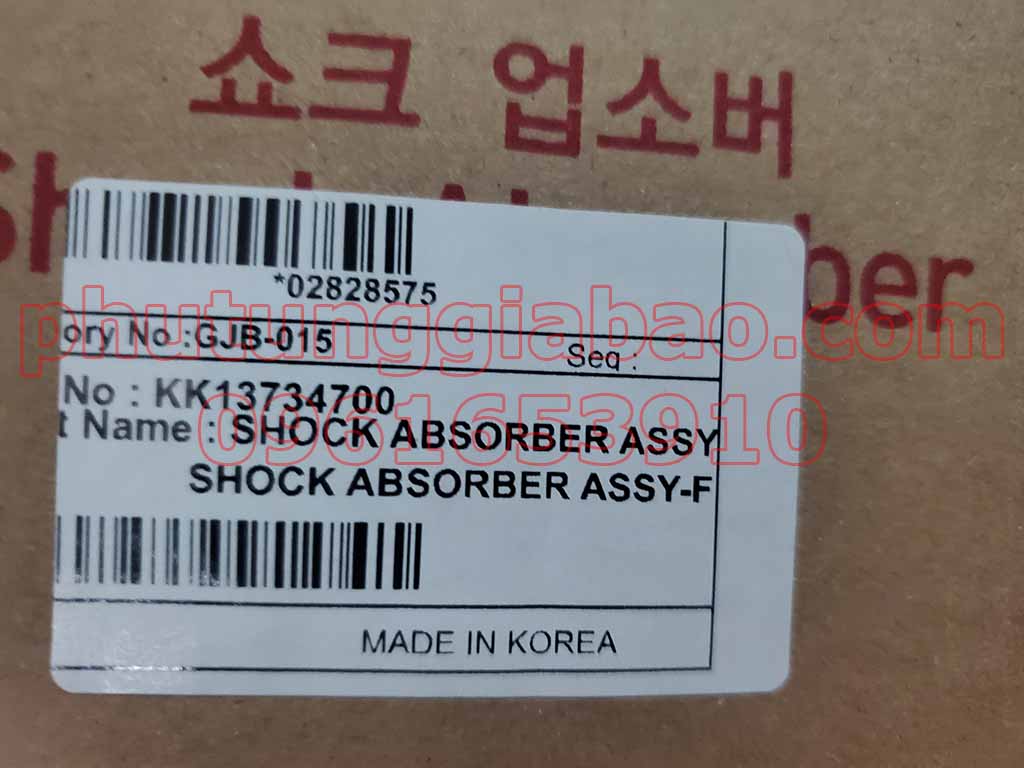 쇼크 업소버
*02828575
ory No :GJB-015
Seq :
No : KK13734700
t Name : SHOCK ABSORBER ASSY
SHOCK ABSORBER ASSY-F
MADE IN KOREA
phutunggiabao.com
0961653910